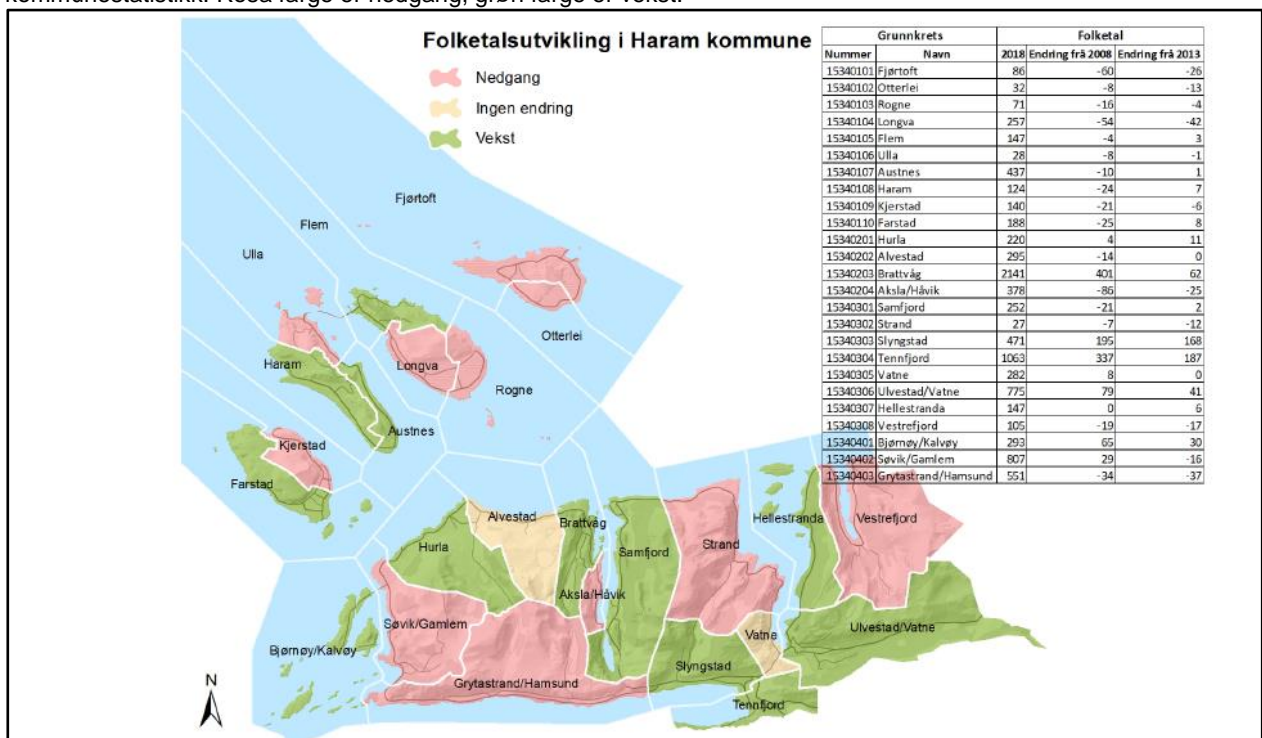 kommunestatistikk. Rosa farge er nedgang, grøn farge er vekst.
Folketalsutvikling i Haram kommune
Nedgang
Ingen endring
Vekst
Grunnkrets Folketal
Nummer Navn 2018 Endring frå 2008 Endring frå 2013
15340101 Fjørtoft 86 -60 -26
15340102 Otterlei 32 -8 -13
15340103 Rogne 71 -16 -4
15340104 Longva 257 -54 -42
15340105 Flem 147 -4 3
15340106 Ulla 28 -8 -1
15340107 Austnes 437 -10 1
15340108 Haram 124 -24 7
15340109 Kjerstad 140 -21 -6
15340110 Farstad 188 -25 8
15340201 Hurla 220 4 11
15340202 Alvestad 295 -14 0
15340203 Brattvåg 2141 401 62
15340204 Aksla/Håvik 378 -86 -25
15340301 Samfjord 252 -21 2
15340302 Strand 27 -7 -12
15340303 Slyngstad 471 195 168
15340304 Tennfjord 1063 337 187
15340305 Vatne 282 8 0
15340306 Ulvestad/Vatne 775 79 41
15340307 Hellestranda 147 0 6
15340308 Vestrefjord 105 -19 -17
15340401 Bjørnøy/Kalvøy 293 65 30
15340402 Søvik/Gamlem 807 29 -16
15340403 Grytastrand/Hamsund 551 -34 -37
Fjørtoft
Flem
Ulla
Otterlei
Haram
Longva
Rogne
Austnes
Kjerstad
Farstad
Alvestad
Brattvåg
Hellestranda
Vestrefjord
Hurla
Samfjord
Strand
Aksla/Håvik
Søvik/Gamlem
Ulvestad/Vatne
Vatne
Bjørnøy/Kalvøy
Slyngstad
Grytastrand/Hamsund
Tennfjord
N